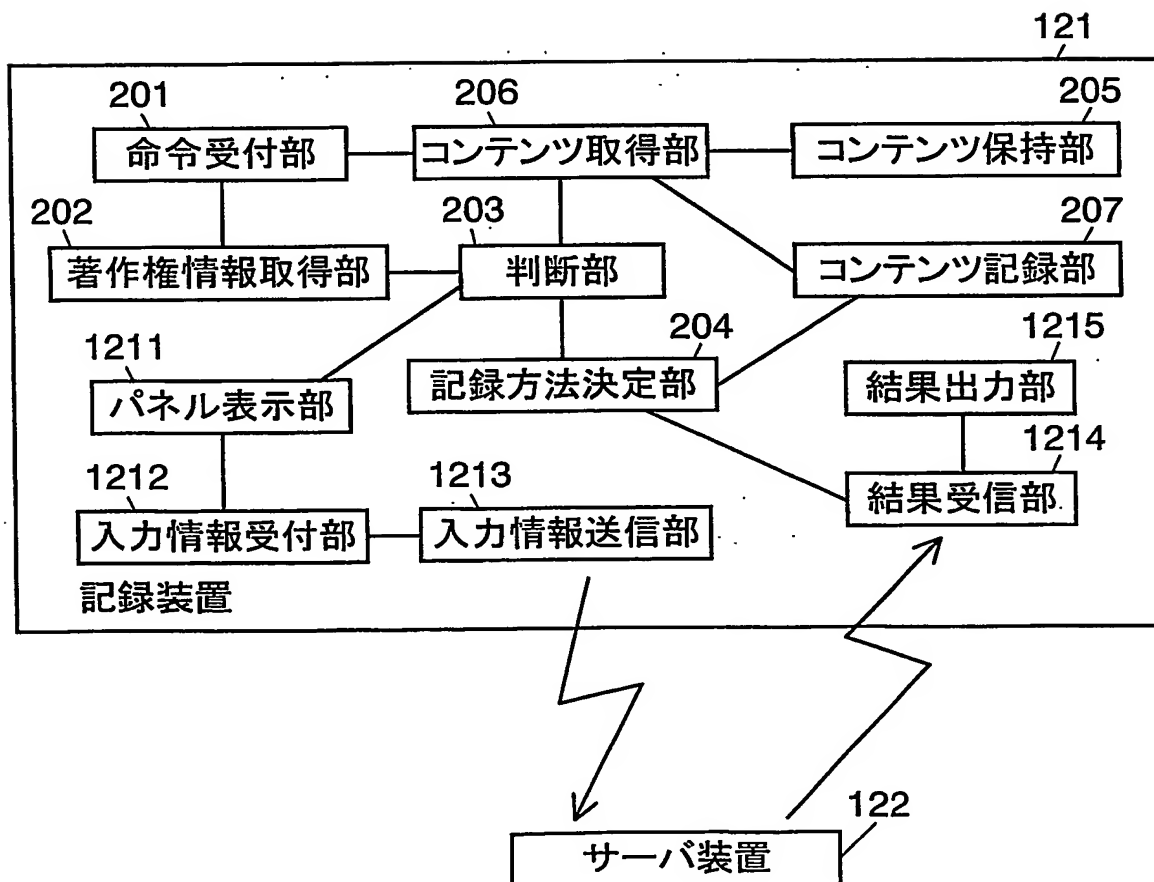 121
201
206
205
命令受付部
コンテンツ取得部
コンテンツ保持部
202
203
207
著作権情報取得部
判断部
コンテンツ記録部
1211
204
1215
パネル表示部
記録方法決定部
結果出力部
1212
1213
1214
入力情報受付部
入力情報送信部
結果受信部
記録装置
122
サーバ装置